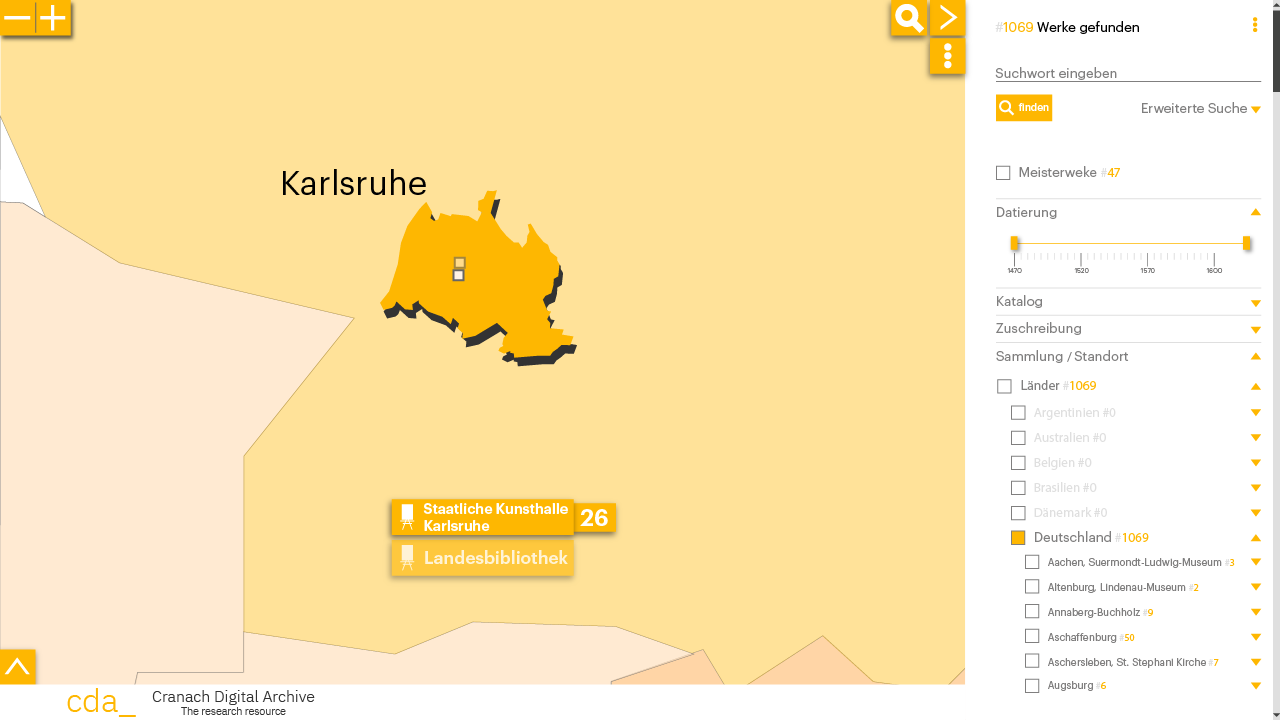 Karlsruhe
Staatliche Kunsthalle
Karlsruhe
26
Landesbibliothek
cda_
Cranach Digital Archive
The research resource
#1069 Werke gefunden
Suchwort eingeben
finden
Erweiterte Suche
Meisterweke #47
Datierung
1470 1520 1570 1600
Katalog
Zuschreibung
Sammlung / Standort
Länder #1069
Argentinien #0
Australien #0
Belgien #0
Brasilien #0
Dänemark #0
Deutschland #1069
Aachen, Suermondt-Ludwig-Museum #3
Altenburg, Lindenau-Museum #2
Annaberg-Buchholz #9
Aschaffenburg #50
Aschersleben, St. Stephani Kirche #7
Augsburg #6